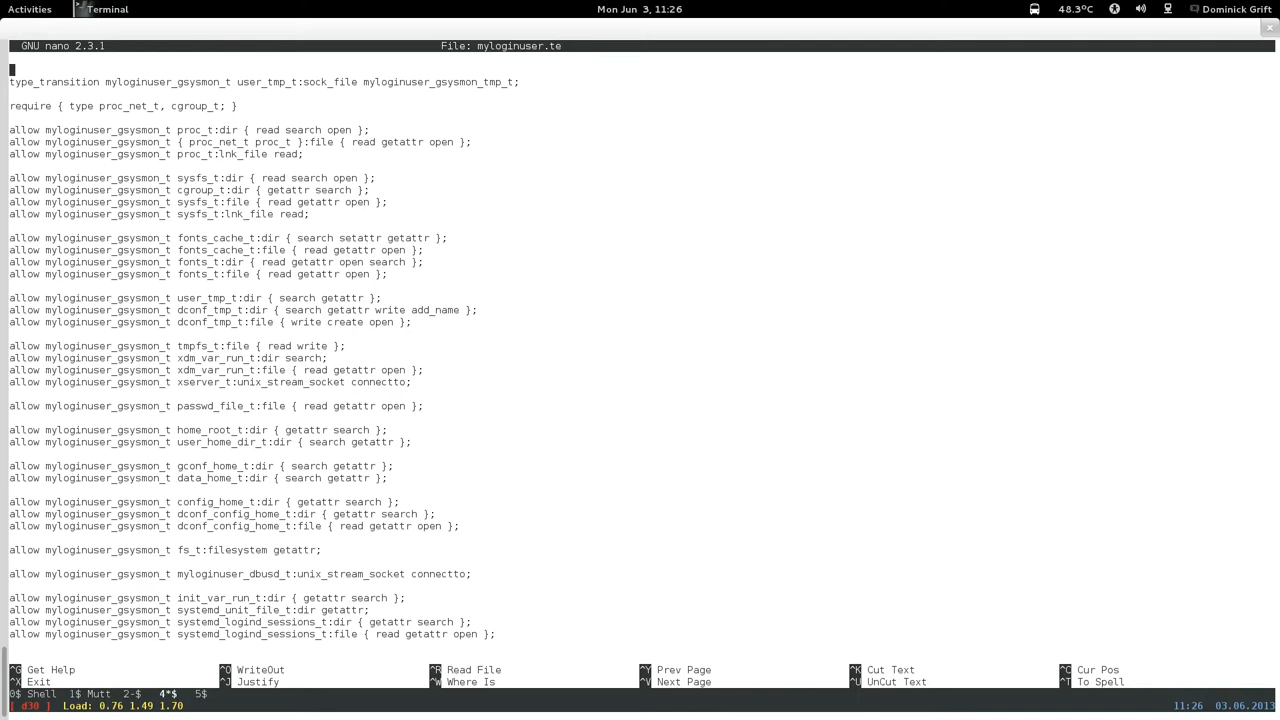 Activities Terminal Mon Jun 3, 11:26 48.3°C Dominick Grift
GNU nano 2.3.1 File: myloginuser.te
type_transition myloginuser_gsysmon_t user_tmp_t:sock_file myloginuser_gsysmon_tmp_t;
require { type proc_net_t, cgroup_t; }
allow myloginuser_gsysmon_t proc_t:dir { read search open };
allow myloginuser_gsysmon_t { proc_net_t proc_t }:file { read getattr open };
allow myloginuser_gsysmon_t proc_t:lnk_file read;
allow myloginuser_gsysmon_t sysfs_t:dir { read search open };
allow myloginuser_gsysmon_t cgroup_t:dir { getattr search };
allow myloginuser_gsysmon_t sysfs_t:file { read getattr open };
allow myloginuser_gsysmon_t sysfs_t:lnk_file read;
allow myloginuser_gsysmon_t fonts_cache_t:dir { search setattr getattr };
allow myloginuser_gsysmon_t fonts_cache_t:file { read getattr open };
allow myloginuser_gsysmon_t fonts_t:dir { read getattr open search };
allow myloginuser_gsysmon_t fonts_t:file { read getattr open };
allow myloginuser_gsysmon_t user_tmp_t:dir { search getattr };
allow myloginuser_gsysmon_t dconf_tmp_t:dir { search getattr write add_name };
allow myloginuser_gsysmon_t dconf_tmp_t:file { write create open };
allow myloginuser_gsysmon_t tmpfs_t:file { read write };
allow myloginuser_gsysmon_t xdm_var_run_t:dir search;
allow myloginuser_gsysmon_t xdm_var_run_t:file { read getattr open };
allow myloginuser_gsysmon_t xserver_t:unix_stream_socket connectto;
allow myloginuser_gsysmon_t passwd_file_t:file { read getattr open };
allow myloginuser_gsysmon_t home_root_t:dir { getattr search };
allow myloginuser_gsysmon_t user_home_dir_t:dir { search getattr };
allow myloginuser_gsysmon_t gconf_home_t:dir { search getattr };
allow myloginuser_gsysmon_t data_home_t:dir { search getattr };
allow myloginuser_gsysmon_t config_home_t:dir { getattr search };
allow myloginuser_gsysmon_t dconf_config_home_t:dir { getattr search };
allow myloginuser_gsysmon_t dconf_config_home_t:file { read getattr open };
allow myloginuser_gsysmon_t fs_t:filesystem getattr;
allow myloginuser_gsysmon_t myloginuser_dbusd_t:unix_stream_socket connectto;
allow myloginuser_gsysmon_t init_var_run_t:dir { getattr search };
allow myloginuser_gsysmon_t systemd_unit_file_t:dir getattr;
allow myloginuser_gsysmon_t systemd_logind_sessions_t:dir { getattr search };
allow myloginuser_gsysmon_t systemd_logind_sessions_t:file { read getattr open };
^G Get Help ^O WriteOut ^R Read File ^Y Prev Page ^K Cut Text ^C Cur Pos
^X Exit ^J Justify ^W Where Is ^V Next Page ^U UnCut Text ^T To Spell
0$ Shell 1$ Mutt 2-$ 4*$ 5$
[ d30 ] Load: 0.76 1.49 1.70 11:26 03.06.2013